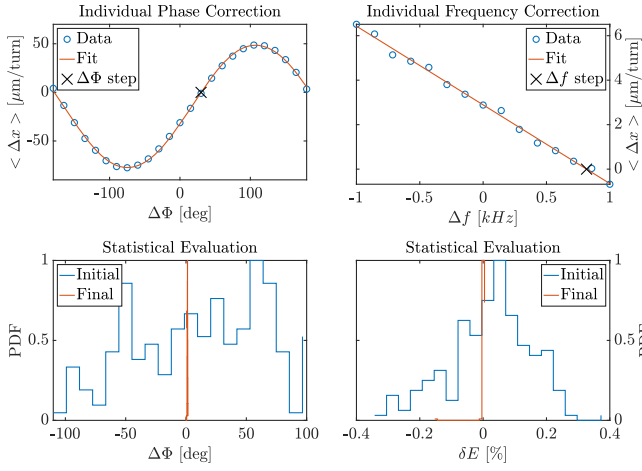 Individual Phase Correction
50
0
-50
< Δx > [μm/turn]
Data
Fit
ΔΦ step
-100
0
100
ΔΦ [deg]
Individual Frequency Correction
6
4
2
0
< Δx > [μm/turn]
Data
Fit
Δf step
-1
-0.5
0
0.5
1
Δf [kHz]
Statistical Evaluation
1
0.5
0
PDF
Initial
Final
-100
-50
0
50
100
ΔΦ [deg]
Statistical Evaluation
1
0.5
0
PDF
Initial
Final
-0.4
-0.2
0
0.2
0.4
δE [%]